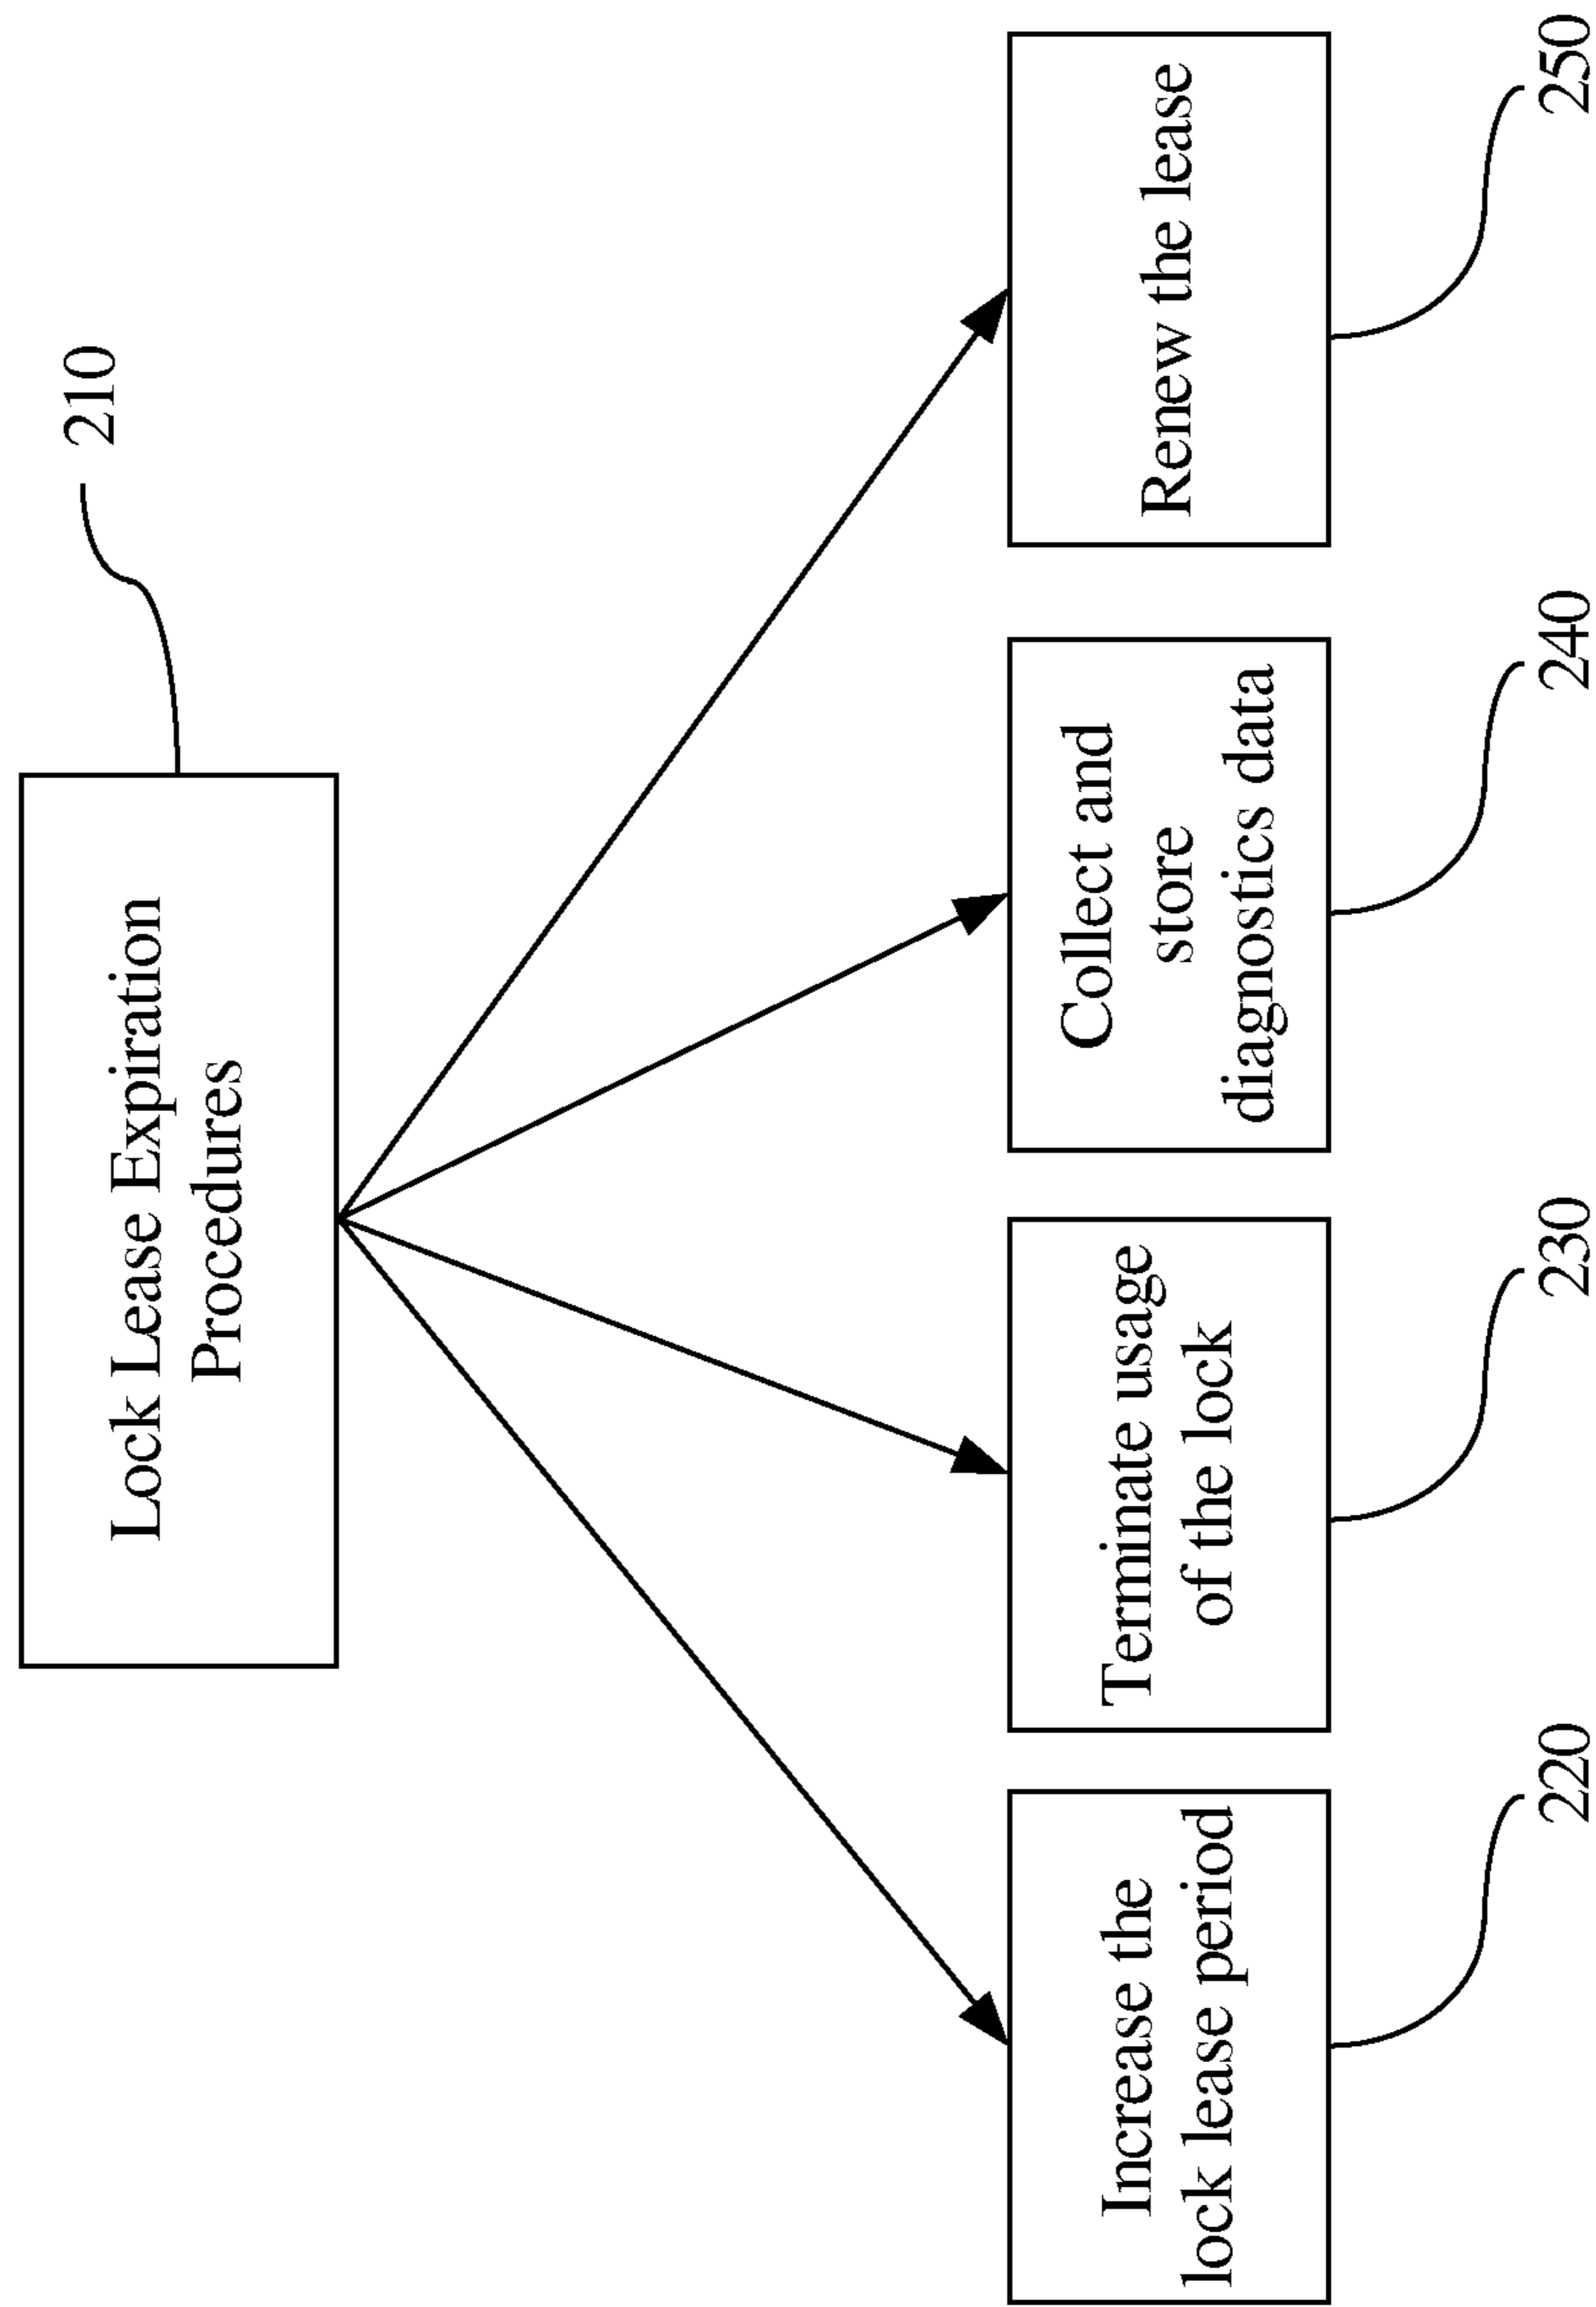 Lock Lease Expiration
Procedures
210
Increase the
lock lease period
220
Terminate usage
of the lock
230
Collect and
store
diagnostics data
240
Renew the lease
250